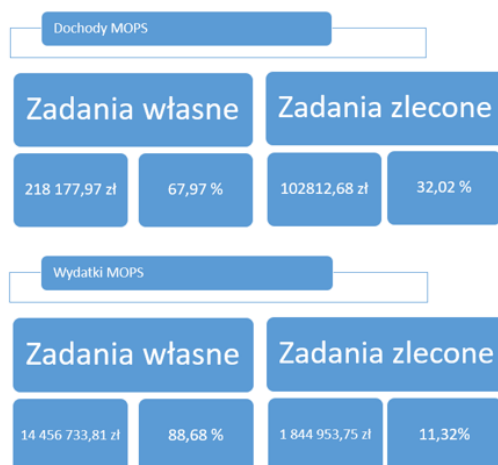 Dochody MOPS
Zadania własne
Zadania zlecone
218 177,97 zł
67,97 %
102812,68 zł
32,02 %
Wydatki MOPS
Zadania własne
Zadania zlecone
14 456 733,81 zł
88,68 %
1 844 953,75 zł
11,32%